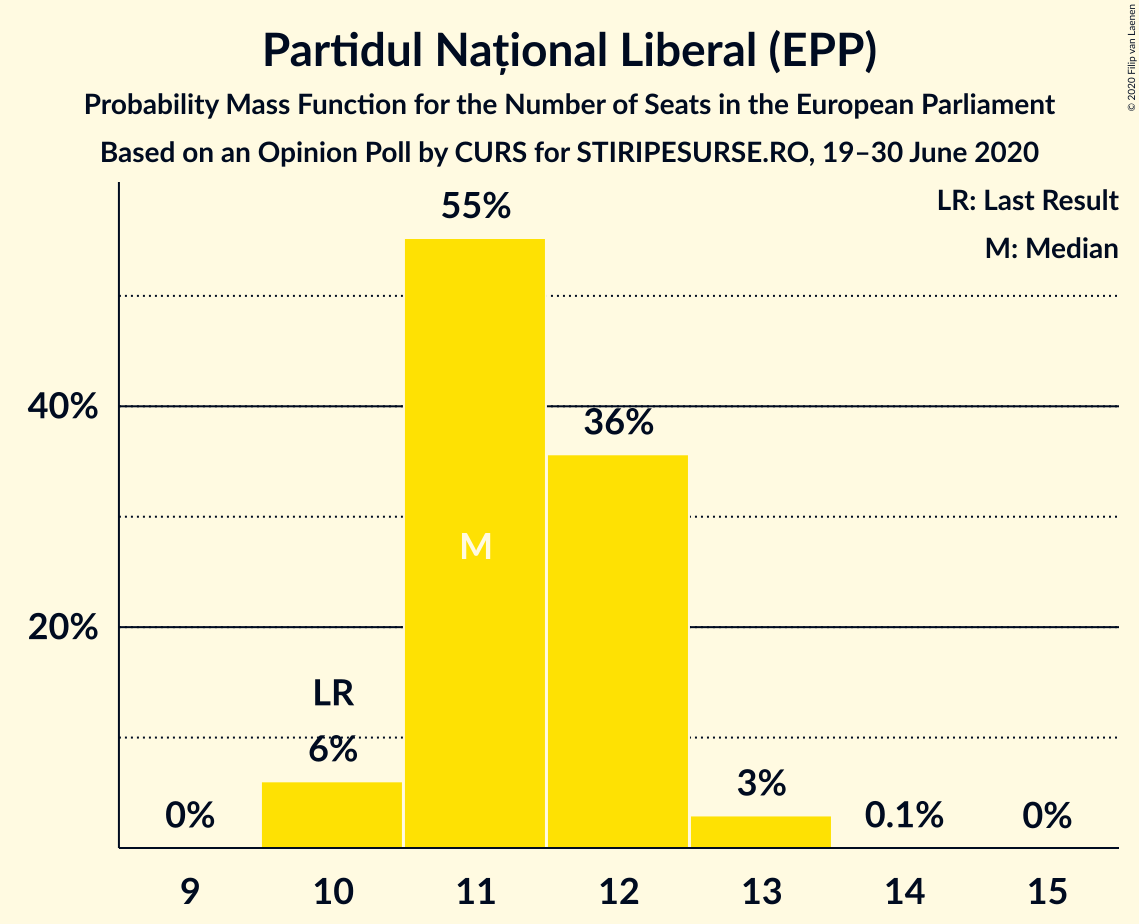 Partidul Național Liberal (EPP)
Probability Mass Function for the Number of Seats in the European Parliament
Based on an Opinion Poll by CURS for STIRIPESURSE.RO, 19–30 June 2020
© 2020 Filip van Laenen
LR: Last Result
M: Median
55%
40%
36%
M
20%
LR
6%
0%
3%
0.1%
0%
9 10 11 12 13 14 15